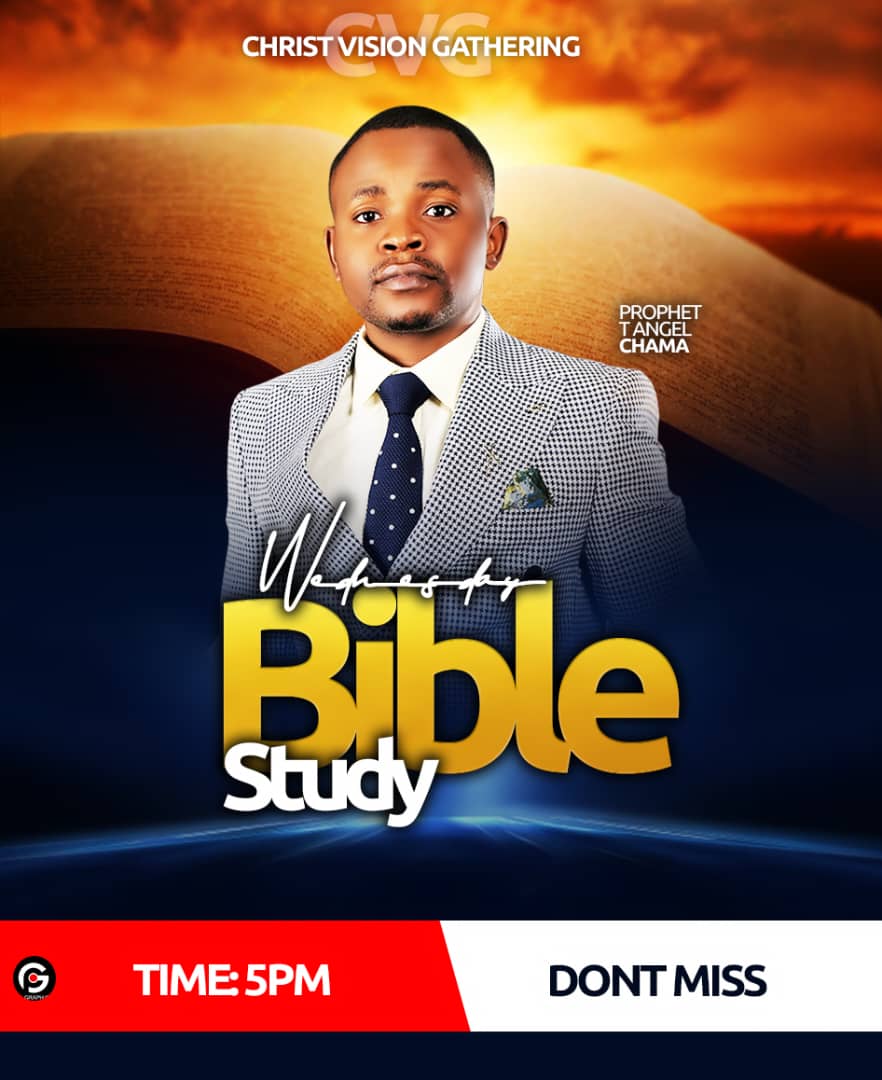 CVG
CHRIST VISION GATHERING
PROPHET
T ANGEL
CHAMA
Wednesday
Bible
Study
TIME: 5PM
DONT MISS